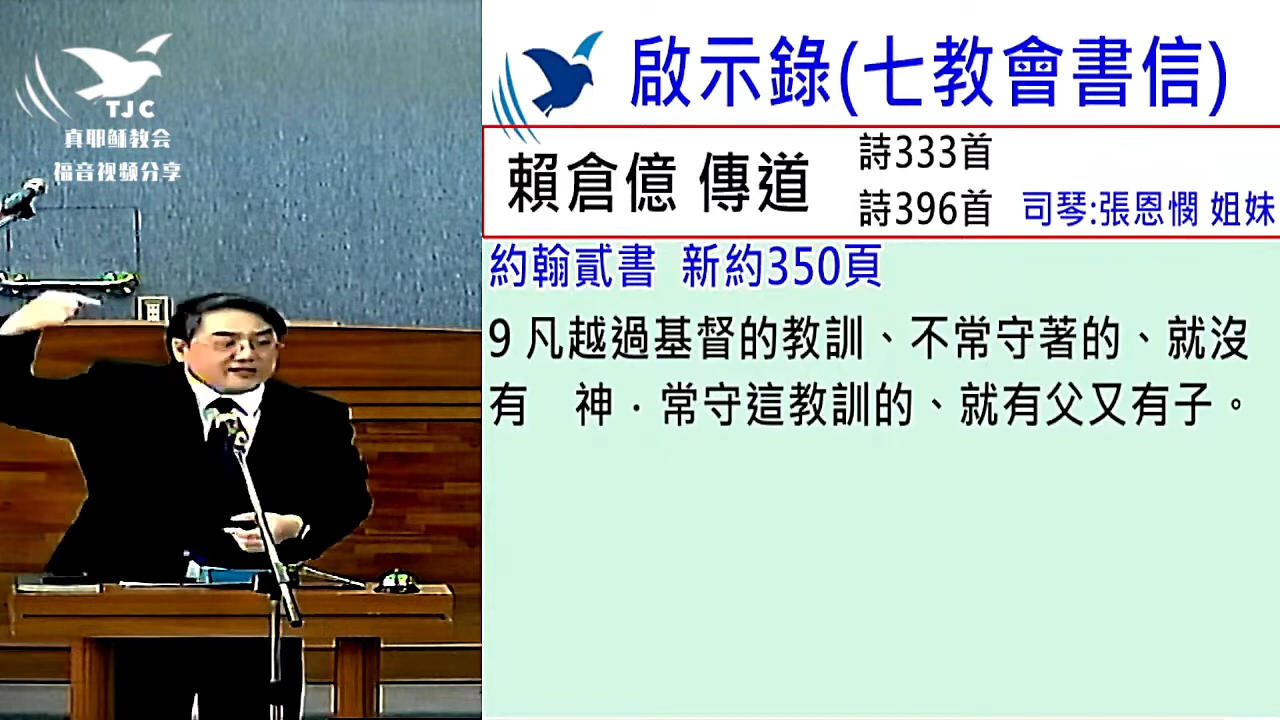 TJC
真耶稣教会
福音视频分享
啟示錄(七教會書信)
賴倉億 傳道
詩333首
詩396首 司琴:張恩憫 姐妹
約翰貳書 新約350頁
9 凡越過基督的教訓、不常守著的、就沒
有　神．常守這教訓的、就有父又有子。